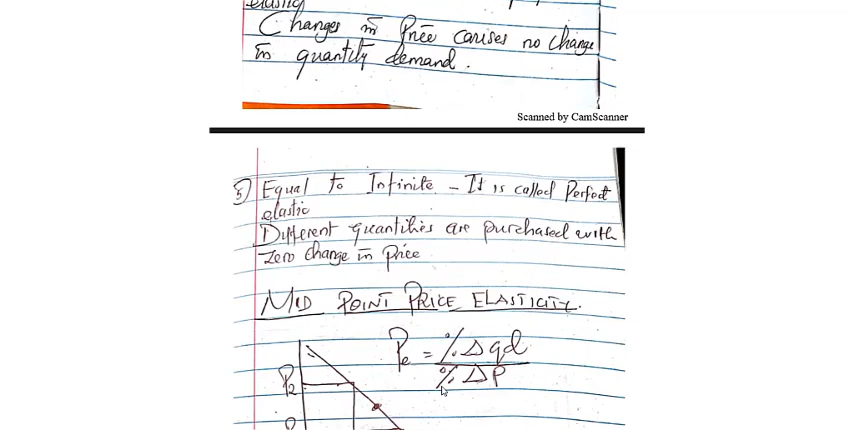 elastic
Changes in Price causes no change
in quantity demand.
Scanned by CamScanner
5) Equal to Infinite - It is called Perfect
elastic
Different quantities are purchased with
Zero change in Price
MID POINT PRICE ELASTICITY.
Pe = %Δqd
%ΔP
P2